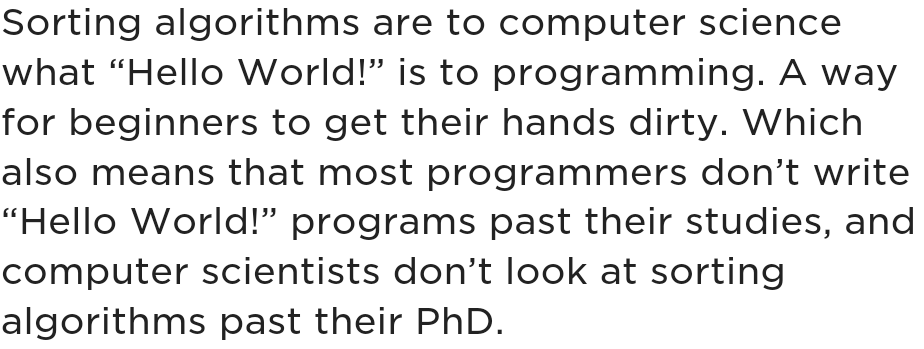 Sorting algorithms are to computer science
what “Hello World!” is to programming. A way
for beginners to get their hands dirty. Which
also means that most programmers don’t write
“Hello World!” programs past their studies, and
computer scientists don’t look at sorting
algorithms past their PhD.